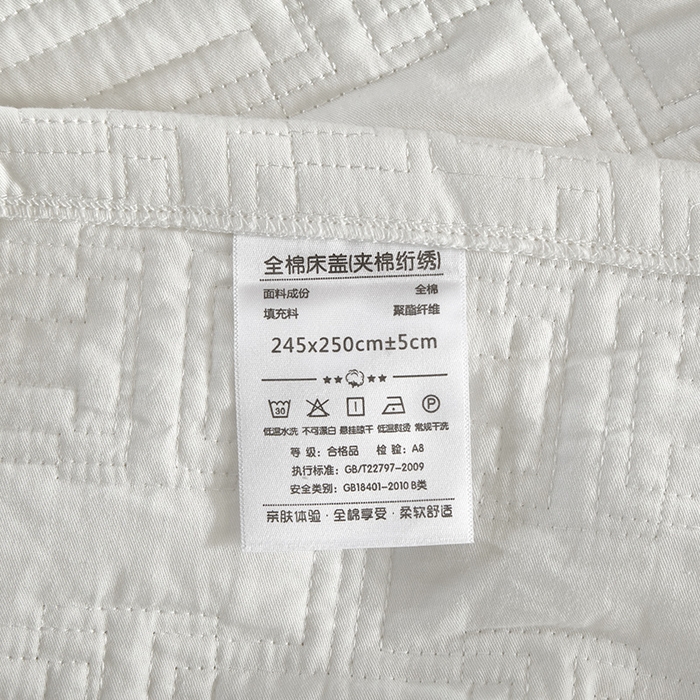 全棉床盖(夹棉绗绣)
面料成份 全棉
填充料 聚酯纤维
245x250cm±5cm
30 P
低温水洗 不可漂白 悬挂晾干 低温熨烫 常规干洗
等 级：合格品 检 验：A8
执行标准：GB/T22797-2009
安全类别：GB18401-2010 B类
亲肤体验·全棉享受·柔软舒适